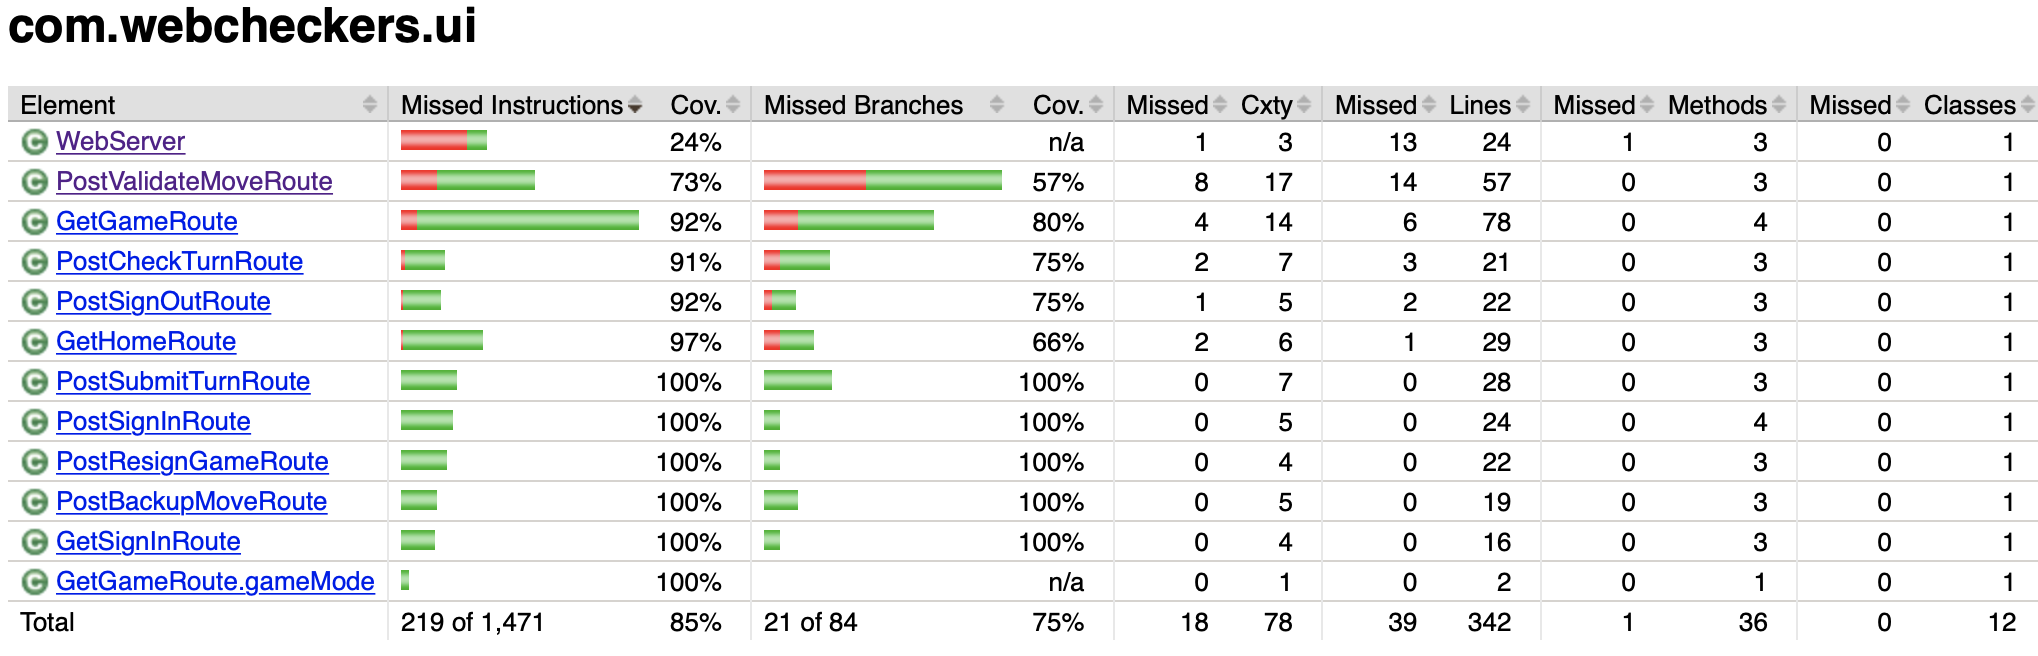 com.webcheckers.ui
Element Missed Instructions Cov. Missed Branches Cov. Missed Cxty Missed Lines Missed Methods Missed Classes
C WebServer 24% n/a 1 3 13 24 1 3 0 1
C PostValidateMoveRoute 73% 57% 8 17 14 57 0 3 0 1
C GetGameRoute 92% 80% 4 14 6 78 0 4 0 1
C PostCheckTurnRoute 91% 75% 2 7 3 21 0 3 0 1
C PostSignOutRoute 92% 75% 1 5 2 22 0 3 0 1
C GetHomeRoute 97% 66% 2 6 1 29 0 3 0 1
C PostSubmitTurnRoute 100% 100% 0 7 0 28 0 3 0 1
C PostSignInRoute 100% 100% 0 5 0 24 0 4 0 1
C PostResignGameRoute 100% 100% 0 4 0 22 0 3 0 1
C PostBackupMoveRoute 100% 100% 0 5 0 19 0 3 0 1
C GetSignInRoute 100% 100% 0 4 0 16 0 3 0 1
C GetGameRoute.gameMode 100% n/a 0 1 0 2 0 1 0 1
Total 219 of 1,471 85% 21 of 84 75% 18 78 39 342 1 36 0 12